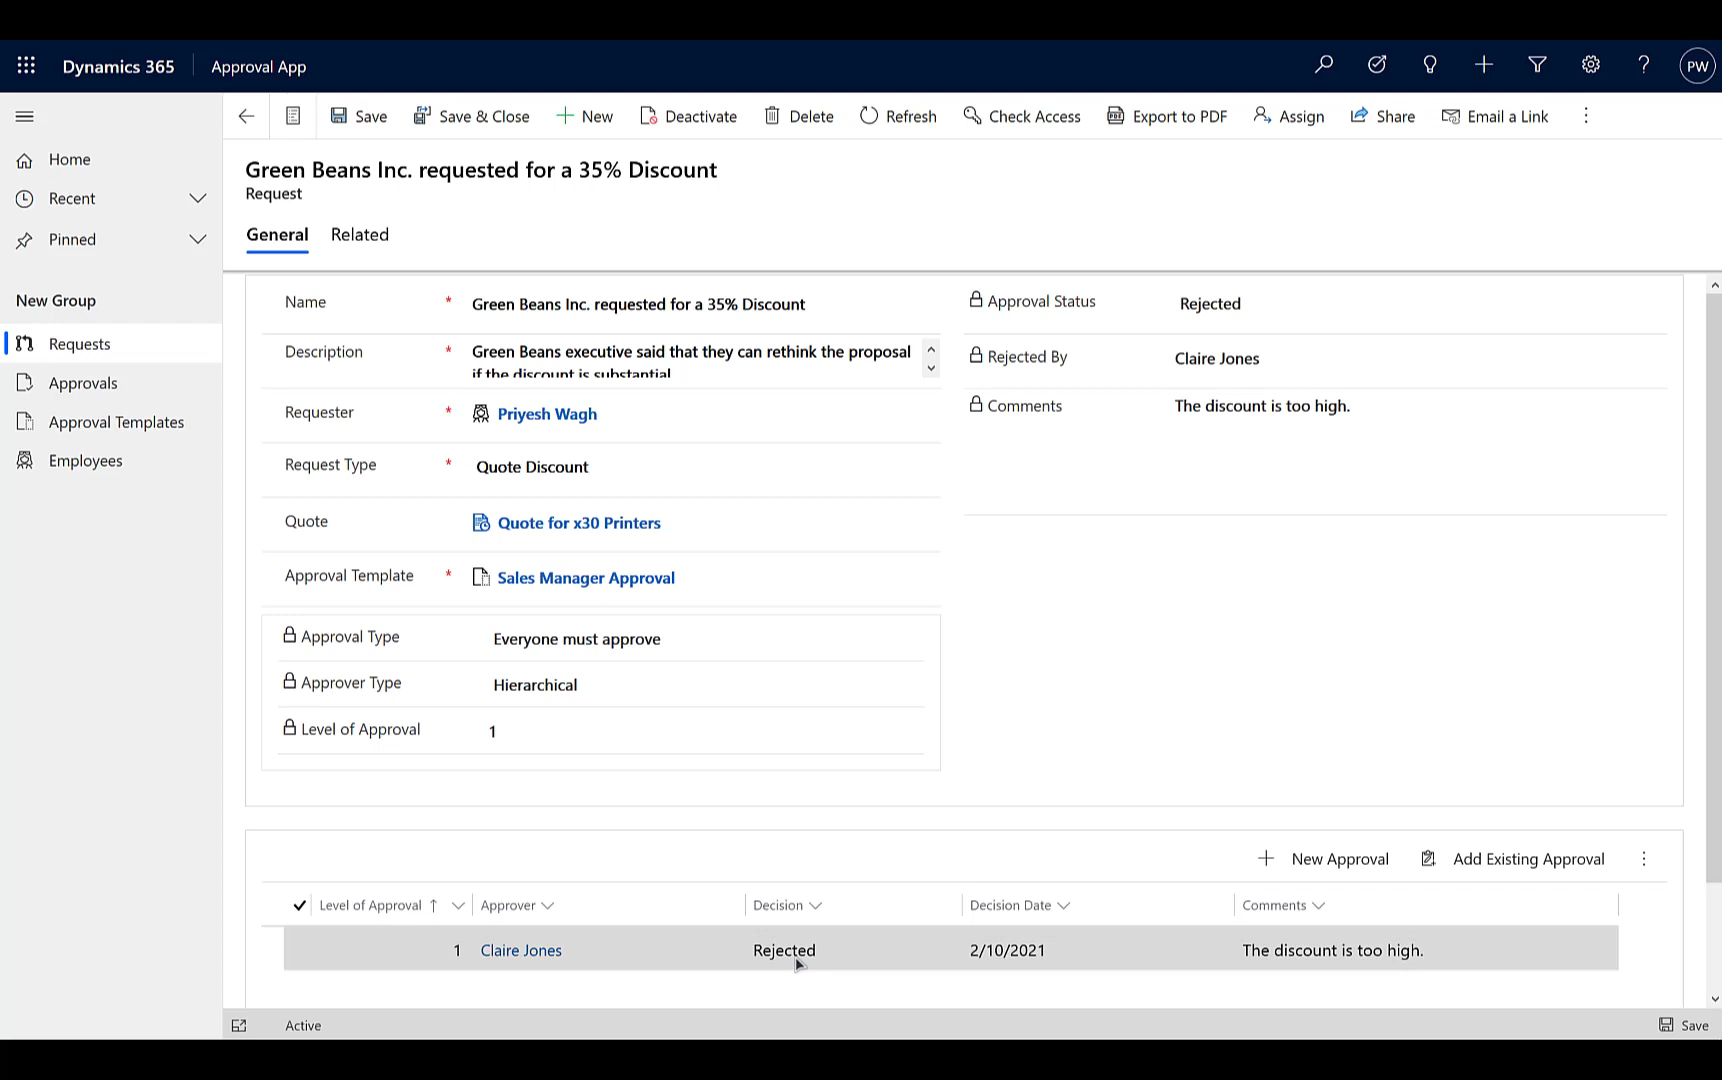 Dynamics 365 Approval App PW
Save Save & Close New Deactivate Delete Refresh Check Access Export to PDF Assign Share Email a Link
Home
Recent
Pinned
New Group
Requests
Approvals
Approval Templates
Employees
Green Beans Inc. requested for a 35% Discount
Request
General Related
Name * Green Beans Inc. requested for a 35% Discount
Description * Green Beans executive said that they can rethink the proposal
if the discount is substantial
Requester * Priyesh Wagh
Request Type * Quote Discount
Quote Quote for x30 Printers
Approval Template * Sales Manager Approval
Approval Type Everyone must approve
Approver Type Hierarchical
Level of Approval 1
Approval Status Rejected
Rejected By Claire Jones
Comments The discount is too high.
New Approval Add Existing Approval
Level of Approval ↑ Approver Decision Decision Date Comments
1 Claire Jones Rejected 2/10/2021 The discount is too high.
Active Save